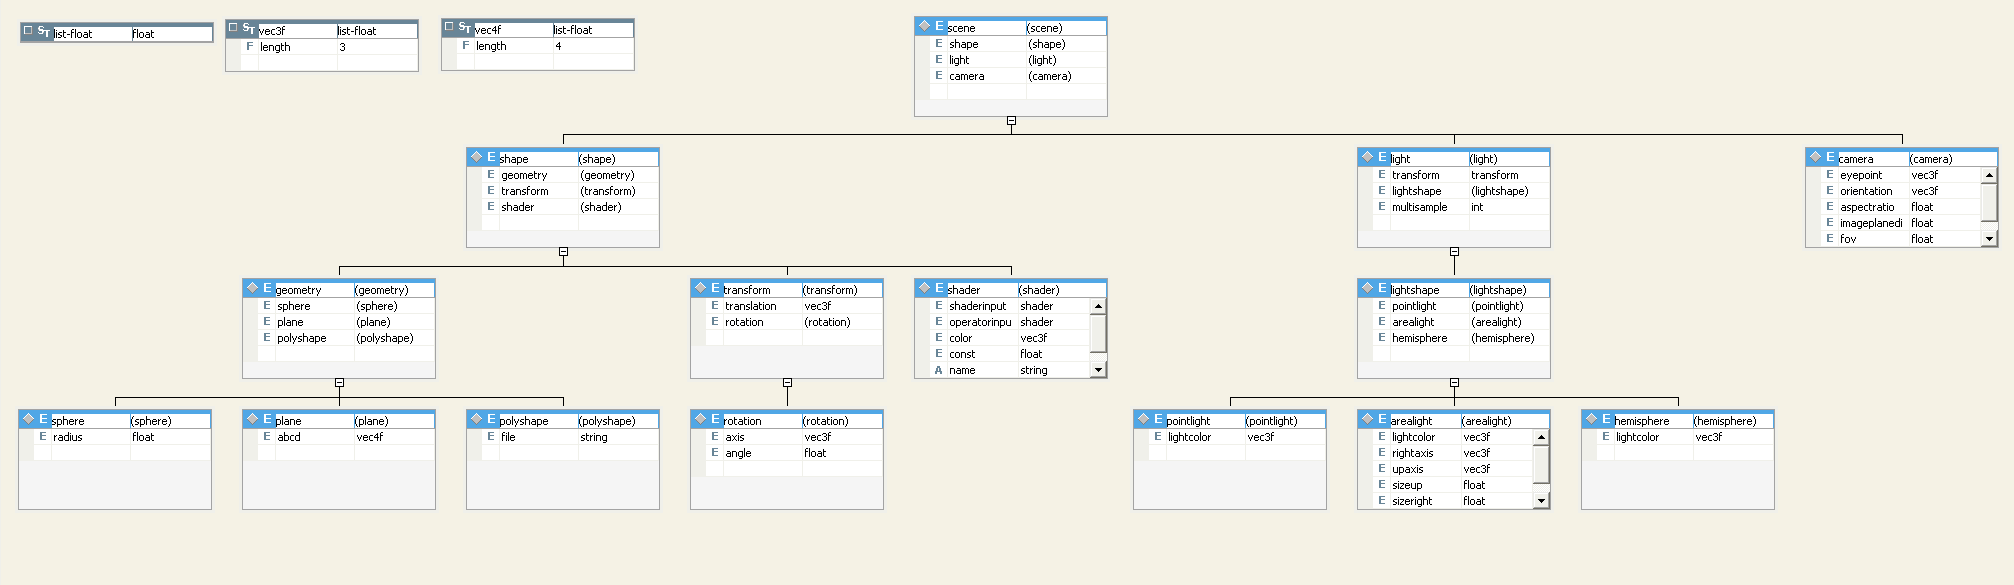 ST list-float float
ST vec3f list-float
F length 3
ST vec4f list-float
F length 4
E scene (scene)
E shape (shape)
E light (light)
E camera (camera)
E shape (shape)
E geometry (geometry)
E transform (transform)
E shader (shader)
E light (light)
E transform transform
E lightshape (lightshape)
E multisample int
E camera (camera)
E eyepoint vec3f
E orientation vec3f
E aspectratio float
E imageplanedi float
E fov float
E geometry (geometry)
E sphere (sphere)
E plane (plane)
E polyshape (polyshape)
E transform (transform)
E translation vec3f
E rotation (rotation)
E shader (shader)
E shaderinput shader
E operatorinpu shader
E color vec3f
E const float
A name string
E lightshape (lightshape)
E pointlight (pointlight)
E arealight (arealight)
E hemisphere (hemisphere)
E sphere (sphere)
E radius float
E plane (plane)
E abcd vec4f
E polyshape (polyshape)
E file string
E rotation (rotation)
E axis vec3f
E angle float
E pointlight (pointlight)
E lightcolor vec3f
E arealight (arealight)
E lightcolor vec3f
E rightaxis vec3f
E upaxis vec3f
E sizeup float
E sizeright float
E hemisphere (hemisphere)
E lightcolor vec3f